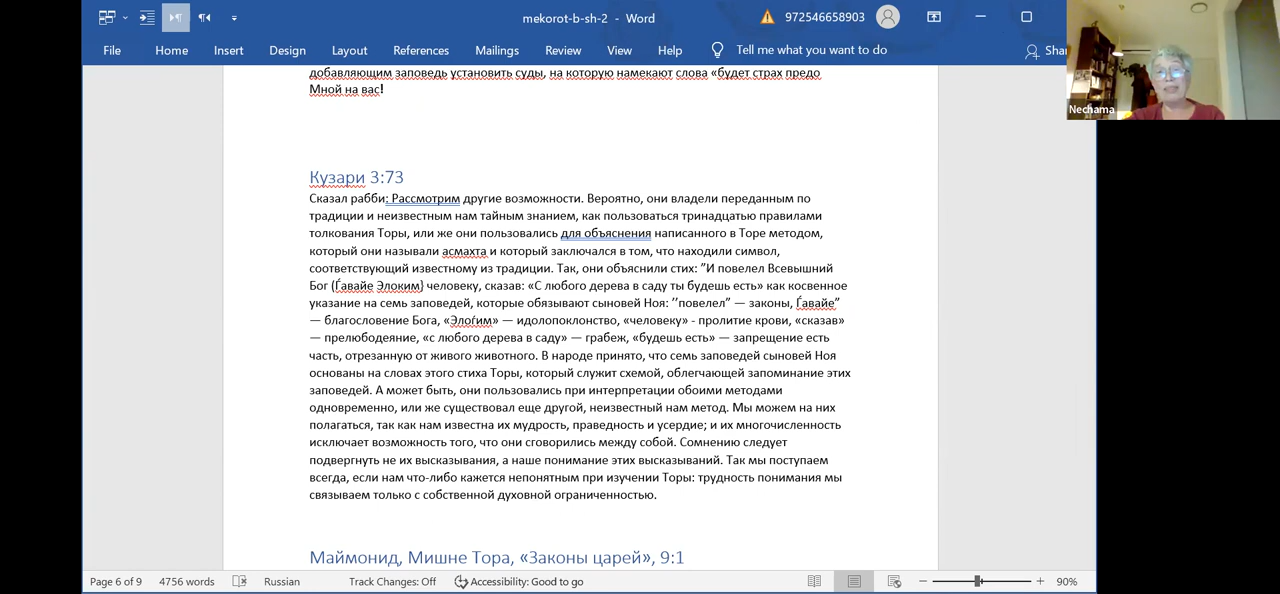 mekorot-b-sh-2 - Word
972546658903
File Home Insert Design Layout References Mailings Review View Help Tell me what you want to do Shar
Nechama
добавляющим заповедь установить суды, на которую намекают слова «будет страх предо
Мной на вас!
Кузари 3:73
Сказал рабби: Рассмотрим другие возможности. Вероятно, они владели переданным по
традиции и неизвестным нам тайным знанием, как пользоваться тринадцатью правилами
толкования Торы, или же они пользовались для объяснения написанного в Торе методом,
который они называли асмахта и который заключался в том, что находили символ,
соответствующий известному из традиции. Так, они объяснили стих: ”И повелел Всевышний
Бог (Ѓавайе Элоким} человеку, сказав: «С любого дерева в саду ты будешь есть» как косвенное
указание на семь заповедей, которые обязывают сыновей Ноя: ’’повелел” — законы, Ѓавайе”
— благословение Бога, «Элоѓим» — идолопоклонство, «человеку» - пролитие крови, «сказав»
— прелюбодеяние, «с любого дерева в саду» — грабеж, «будешь есть» — запрещение есть
часть, отрезанную от живого животного. В народе принято, что семь заповедей сыновей Ноя
основаны на словах этого стиха Торы, который служит схемой, облегчающей запоминание этих
заповедей. А может быть, они пользовались при интерпретации обоими методами
одновременно, или же существовал еще другой, неизвестный нам метод. Мы можем на них
полагаться, так как нам известна их мудрость, праведность и усердие; и их многочисленность
исключает возможность того, что они сговорились между собой. Сомнению следует
подвергнуть не их высказывания, а наше понимание этих высказываний. Так мы поступаем
всегда, если нам что-либо кажется непонятным при изучении Торы: трудность понимания мы
связываем только с собственной духовной ограниченностью.
Маймонид, Мишне Тора, «Законы царей», 9:1
Page 6 of 9 4756 words Russian Track Changes: Off Accessibility: Good to go 90%